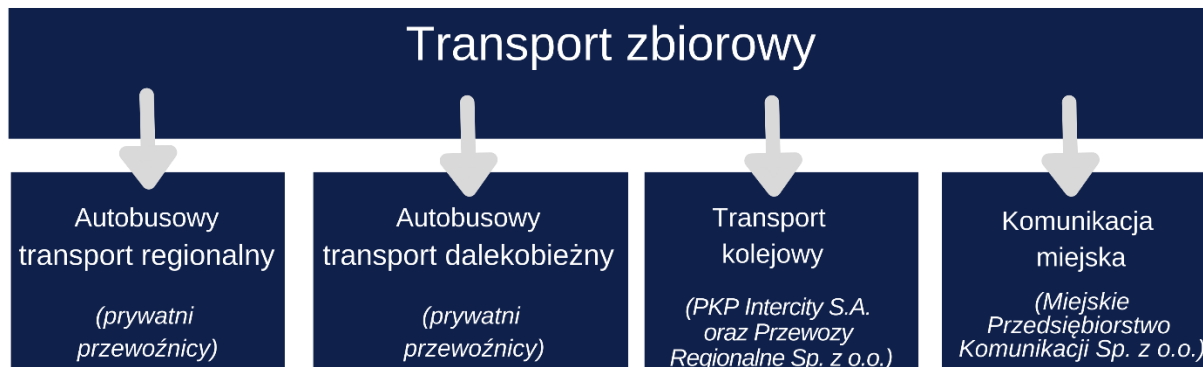 Transport zbiorowy
Autobusowy
transport regionalny
(prywatni
przewoźnicy)
Autobusowy
transport dalekobieżny
(prywatni
przewoźnicy)
Transport
kolejowy
(PKP Intercity S.A.
oraz Przewozy
Regionalne Sp. z o.o.)
Komunikacja
miejska
(Miejskie
Przedsiębiorstwo
Komunikacji Sp. z o.o.)